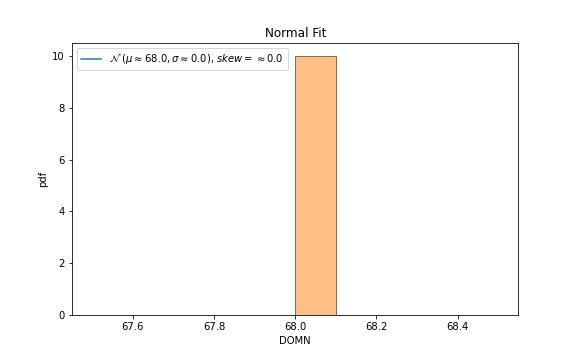 Normal Fit
𝒩(μ ≈ 68.0, σ ≈ 0.0), skew = ≈ 0.0
pdf
10
8
6
4
2
0
67.6 67.8 68.0 68.2 68.4
DOMN